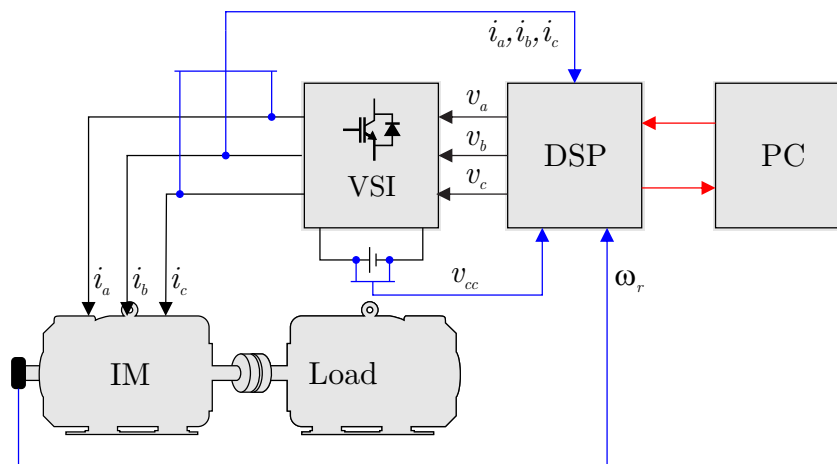 i_a, i_b, i_c
v_a
v_b
v_c
VSI
DSP
PC
i_a
i_b
i_c
v_cc
ω_r
IM
Load